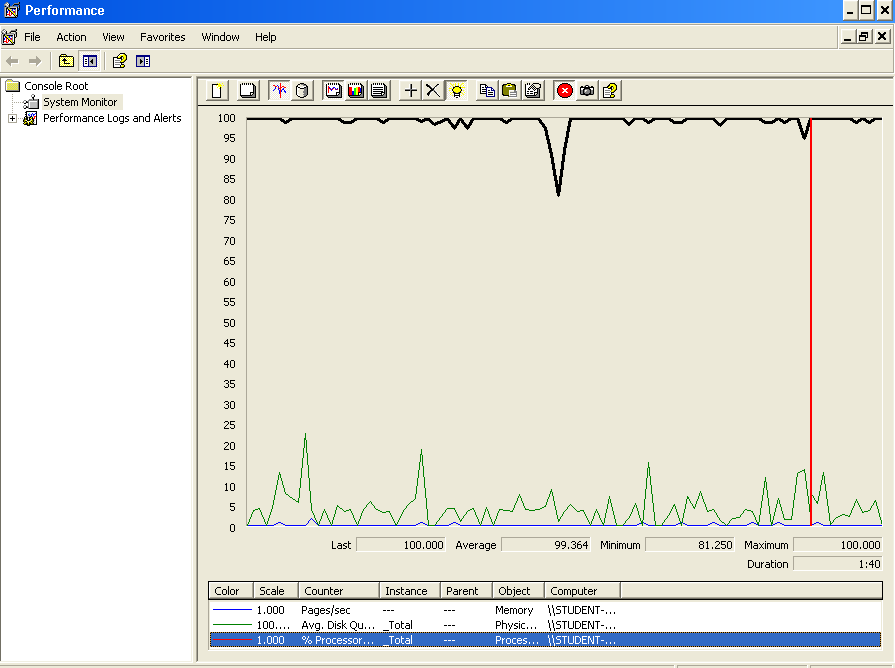 Performance
File Action View Favorites Window Help
Console Root
System Monitor
Performance Logs and Alerts
100
95
90
85
80
75
70
65
60
55
50
45
40
35
30
25
20
15
10
5
0
Last 100.000 Average 99.364 Minimum 81.250 Maximum 100.000
Duration 1:40
Color Scale Counter Instance Parent Object Computer
1.000 Pages/sec --- --- Memory \\STUDENT-...
100.... Avg. Disk Qu... _Total --- Physic... \\STUDENT-...
1.000 % Processor... _Total --- Proces... \\STUDENT-...